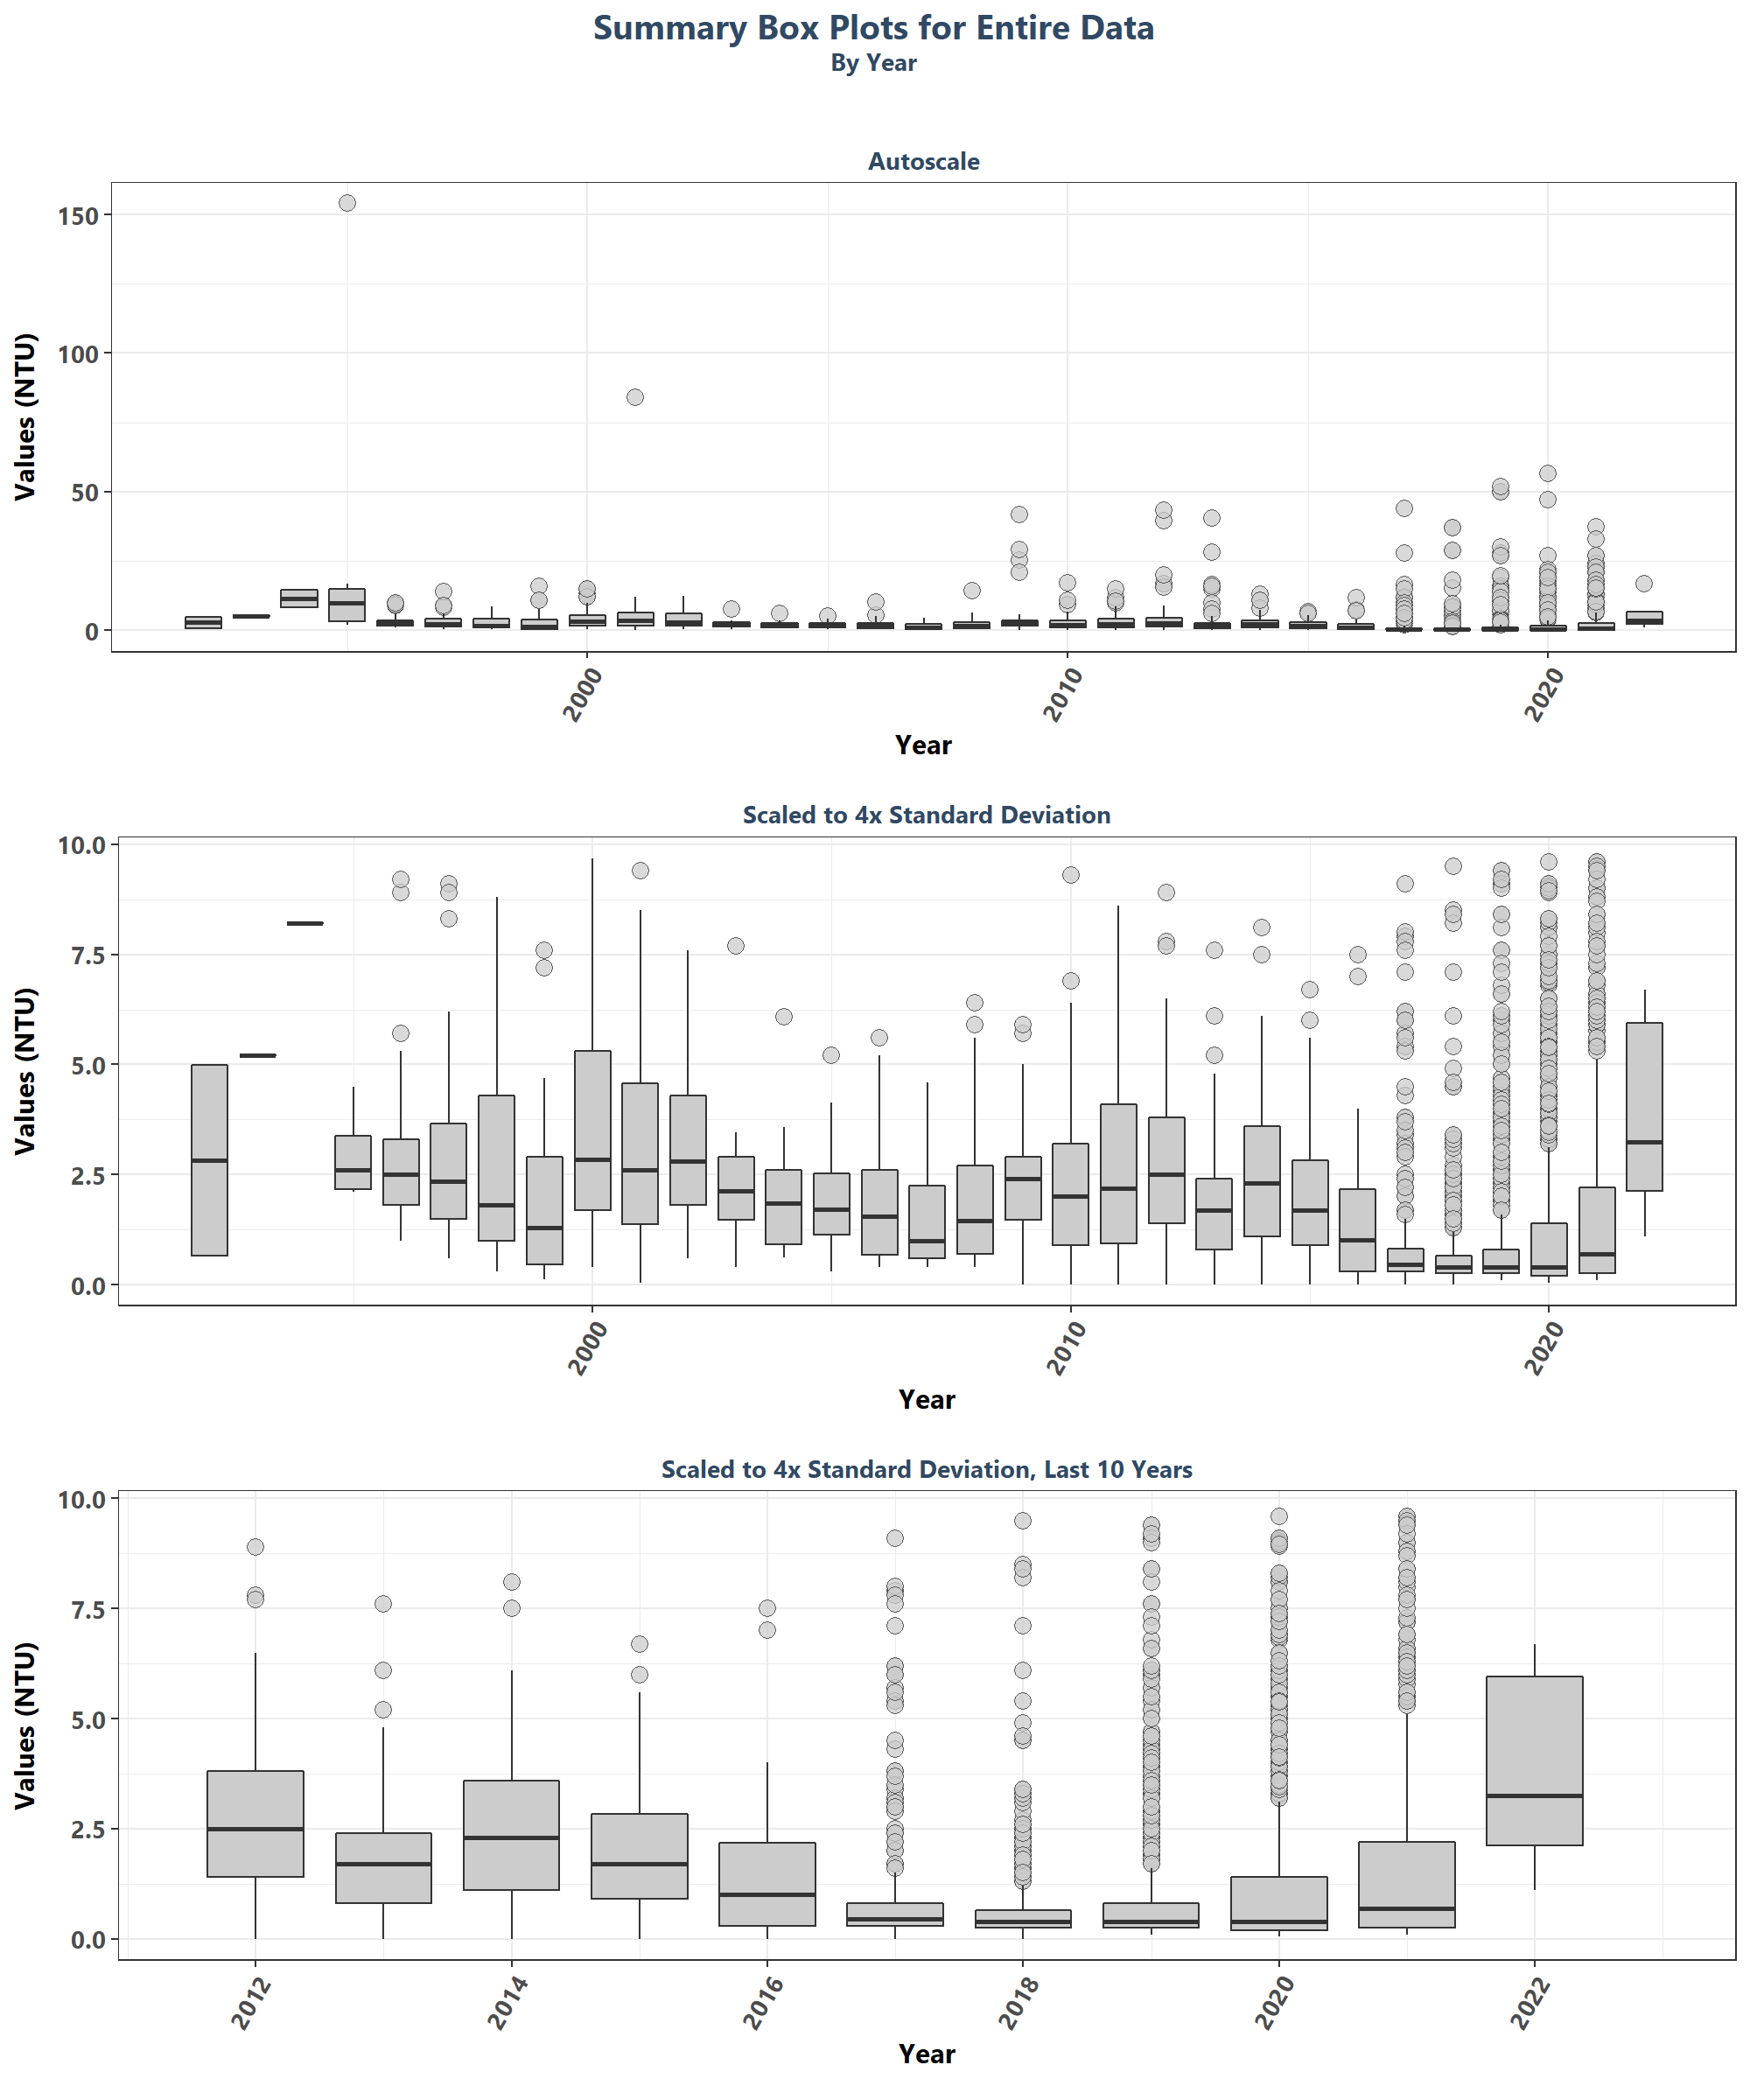 Summary Box Plots for Entire Data
By Year
Autoscale
Values (NTU)
150
100
50
0
2000
2010
2020
Year
Scaled to 4x Standard Deviation
Values (NTU)
10.0
7.5
5.0
2.5
0.0
2000
2010
2020
Year
Scaled to 4x Standard Deviation, Last 10 Years
Values (NTU)
10.0
7.5
5.0
2.5
0.0
2012
2014
2016
2018
2020
2022
Year